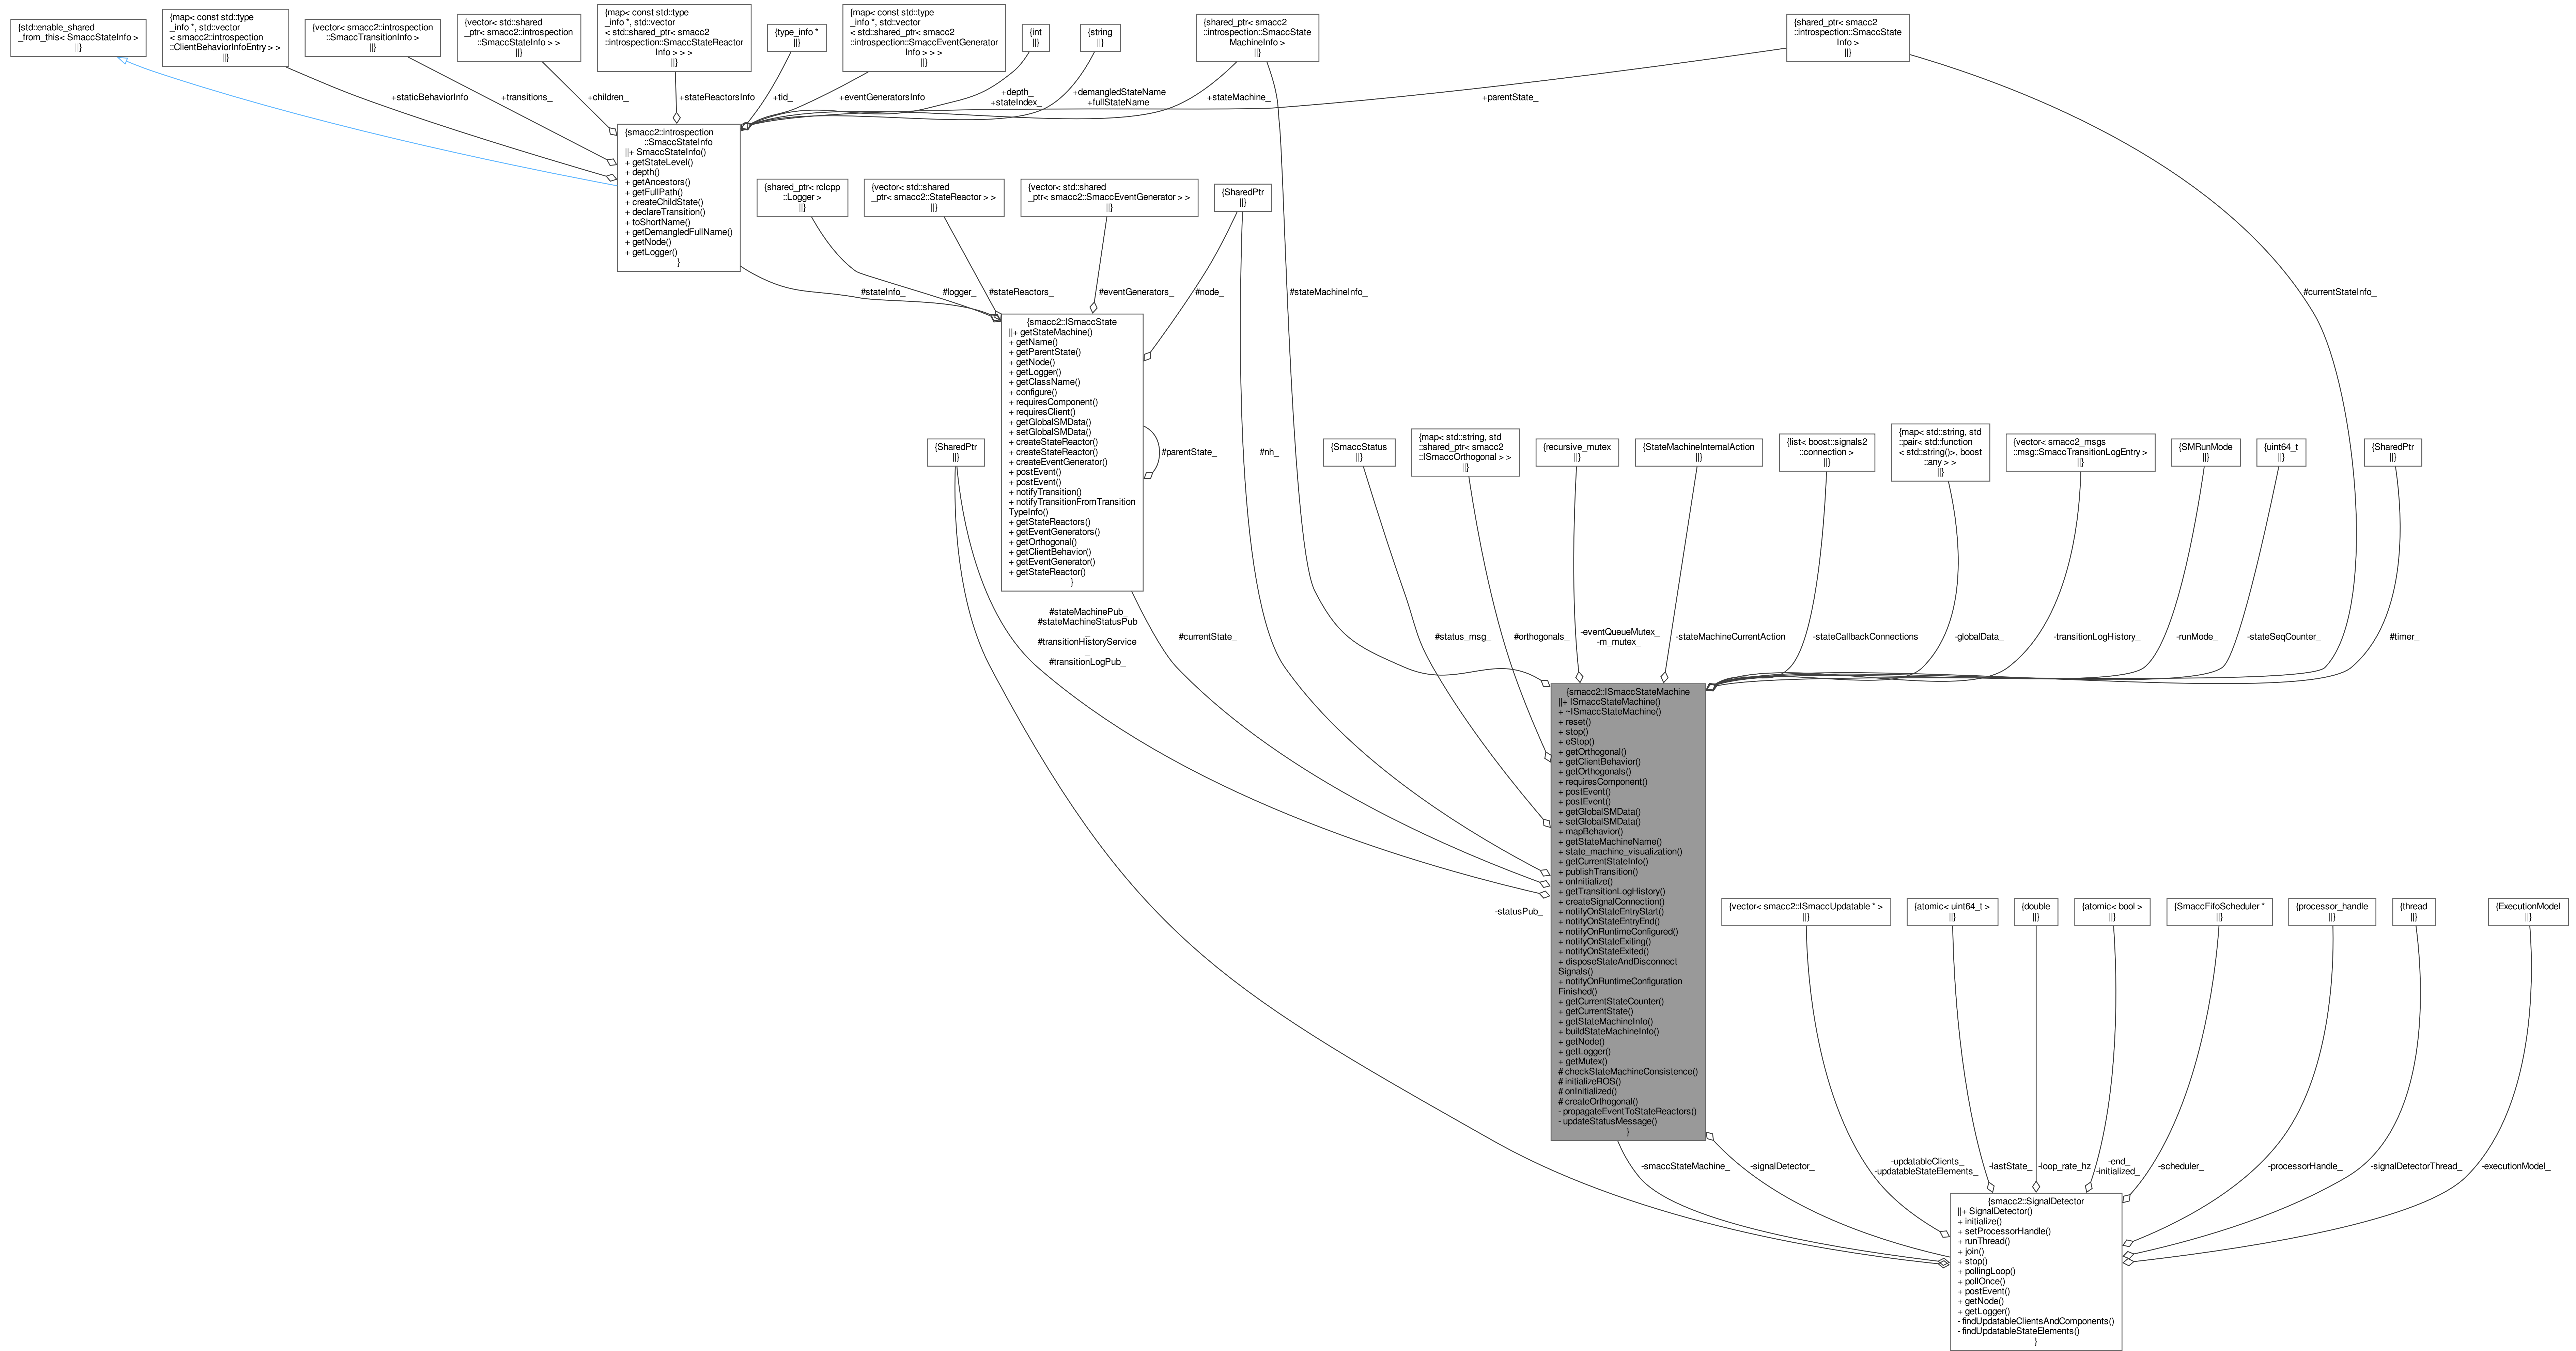 {std::enable_shared
_from_this< SmaccStateInfo >
||}
{map< const std::type
_info *, std::vector
< smacc2::introspection
::ClientBehaviorInfoEntry > >
||}
{vector< smacc2::introspection
::SmaccTransitionInfo >
||}
{vector< std::shared
_ptr< smacc2::introspection
::SmaccStateInfo > >
||}
{map< const std::type
_info *, std::vector
< std::shared_ptr< smacc2
::introspection::SmaccStateReactor
Info > > >
||}
{type_info *
||}
{map< const std::type
_info *, std::vector
< std::shared_ptr< smacc2
::introspection::SmaccEventGenerator
Info > > >
||}
{int
||}
{string
||}
{shared_ptr< smacc2
::introspection::SmaccState
MachineInfo >
||}
{shared_ptr< smacc2
::introspection::SmaccState
Info >
||}
+staticBehaviorInfo
+transitions_
+children_
+stateReactorsInfo
+tid_
+eventGeneratorsInfo
+depth_
+stateIndex_
+demangledStateName
+fullStateName
+stateMachine_
+parentState_
{smacc2::introspection
::SmaccStateInfo
||+ SmaccStateInfo()
+ getStateLevel()
+ depth()
+ getAncestors()
+ getFullPath()
+ createChildState()
+ declareTransition()
+ toShortName()
+ getDemangledFullName()
+ getNode()
+ getLogger()
}
{shared_ptr< rclcpp
::Logger >
||}
{vector< std::shared
_ptr< smacc2::StateReactor > >
||}
{vector< std::shared
_ptr< smacc2::SmaccEventGenerator > >
||}
{SharedPtr
||}
#stateInfo_
#logger_
#stateReactors_
#eventGenerators_
#node_
#stateMachineInfo_
#currentStateInfo_
{smacc2::ISmaccState
||+ getStateMachine()
+ getName()
+ getParentState()
+ getNode()
+ getLogger()
+ getClassName()
+ configure()
+ requiresComponent()
+ requiresClient()
+ getGlobalSMData()
+ setGlobalSMData()
+ createStateReactor()
+ createStateReactor()
+ createEventGenerator()
+ postEvent()
+ postEvent()
+ notifyTransition()
+ notifyTransitionFromTransition
TypeInfo()
+ getStateReactors()
+ getEventGenerators()
+ getOrthogonal()
+ getClientBehavior()
+ getEventGenerator()
+ getStateReactor()
}
#parentState_
#nh_
{SharedPtr
||}
{SmaccStatus
||}
{map< std::string, std
::shared_ptr< smacc2
::ISmaccOrthogonal > >
||}
{recursive_mutex
||}
{StateMachineInternalAction
||}
{list< boost::signals2
::connection >
||}
{map< std::string, std
::pair< std::function
< std::string()>, boost
::any > >
||}
{vector< smacc2_msgs
::msg::SmaccTransitionLogEntry >
||}
{SMRunMode
||}
{uint64_t
||}
{SharedPtr
||}
#stateMachinePub_
#stateMachineStatusPub
_
#transitionHistoryService
_
#transitionLogPub_
#currentState_
#status_msg_
#orthogonals_
-eventQueueMutex_
-m_mutex_
-stateMachineCurrentAction
-stateCallbackConnections
-globalData_
-transitionLogHistory_
-runMode_
-stateSeqCounter_
#timer_
{smacc2::ISmaccStateMachine
||+ ISmaccStateMachine()
+ ~ISmaccStateMachine()
+ reset()
+ stop()
+ eStop()
+ getOrthogonal()
+ getClientBehavior()
+ getOrthogonals()
+ requiresComponent()
+ postEvent()
+ postEvent()
+ getGlobalSMData()
+ setGlobalSMData()
+ mapBehavior()
+ getStateMachineName()
+ state_machine_visualization()
+ getCurrentStateInfo()
+ publishTransition()
+ onInitialize()
+ getTransitionLogHistory()
+ createSignalConnection()
+ notifyOnStateEntryStart()
+ notifyOnStateEntryEnd()
+ notifyOnRuntimeConfigured()
+ notifyOnStateExiting()
+ notifyOnStateExited()
+ disposeStateAndDisconnect
Signals()
+ notifyOnRuntimeConfiguration
Finished()
+ getCurrentStateCounter()
+ getCurrentState()
+ getStateMachineInfo()
+ buildStateMachineInfo()
+ getNode()
+ getLogger()
+ getMutex()
# checkStateMachineConsistence()
# initializeROS()
# onInitialized()
# createOrthogonal()
- propagateEventToStateReactors()
- updateStatusMessage()
}
-statusPub_
{vector< smacc2::ISmaccUpdatable * >
||}
{atomic< uint64_t >
||}
{double
||}
{atomic< bool >
||}
{SmaccFifoScheduler *
||}
{processor_handle
||}
{thread
||}
{ExecutionModel
||}
-smaccStateMachine_
-signalDetector_
-updatableClients_
-updatableStateElements_
-lastState_
-loop_rate_hz
-end_
-initialized_
-scheduler_
-processorHandle_
-signalDetectorThread_
-executionModel_
{smacc2::SignalDetector
||+ SignalDetector()
+ initialize()
+ setProcessorHandle()
+ runThread()
+ join()
+ stop()
+ pollingLoop()
+ pollOnce()
+ postEvent()
+ getNode()
+ getLogger()
- findUpdatableClientsAndComponents()
- findUpdatableStateElements()
}